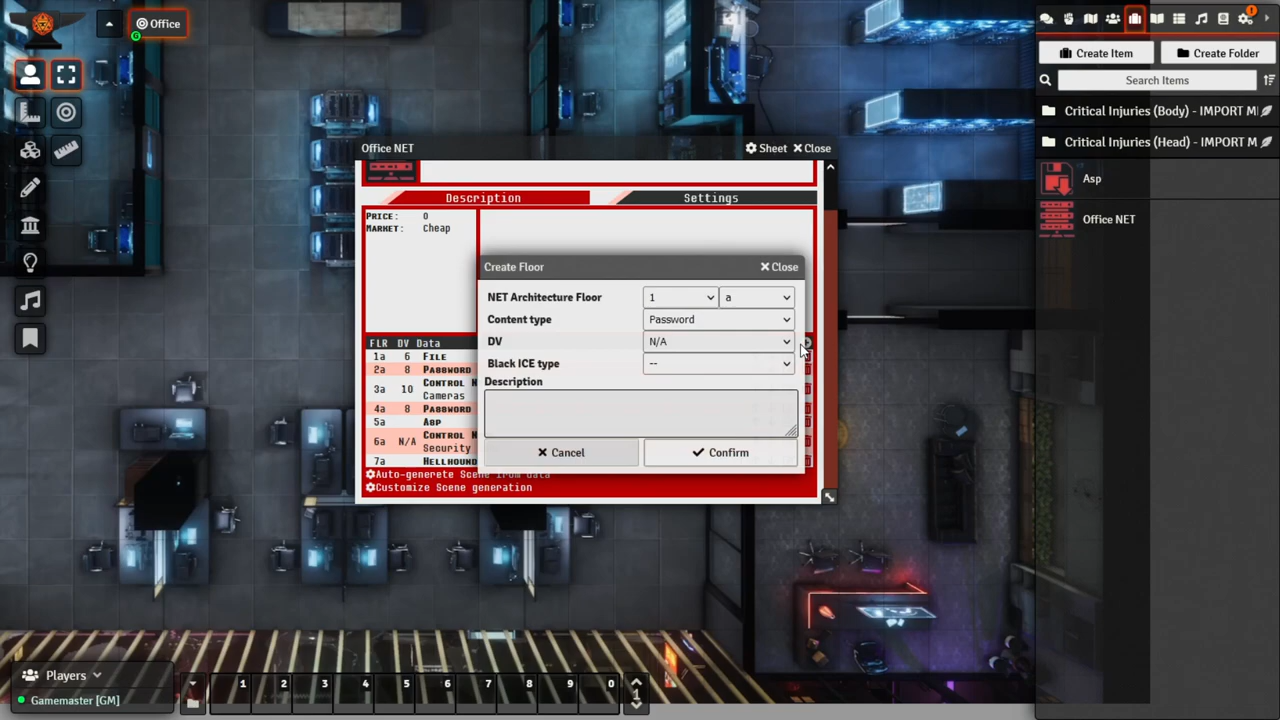 Office
G
Create Item
Create Folder
Search Items
Critical Injuries (Body) - IMPORT M
Critical Injuries (Head) - IMPORT M
Asp
Office NET
Office NET
Sheet
Close
Description
Settings
Price: 0
Market: Cheap
FLR DV Data
1a 6 File
2a 8 Password
3a 10 Control N
Cameras
4a 8 Password
5a Asp
6a N/A Control N
Security
7a Hellhound
Auto-generate Scene from data
Customize Scene generation
Create Floor
Close
NET Architecture Floor 1 a
Content type Password
DV N/A
Black ICE type --
Description
Cancel
Confirm
Players
Gamemaster [GM]
1 2 3 4 5 6 7 8 9 0
1